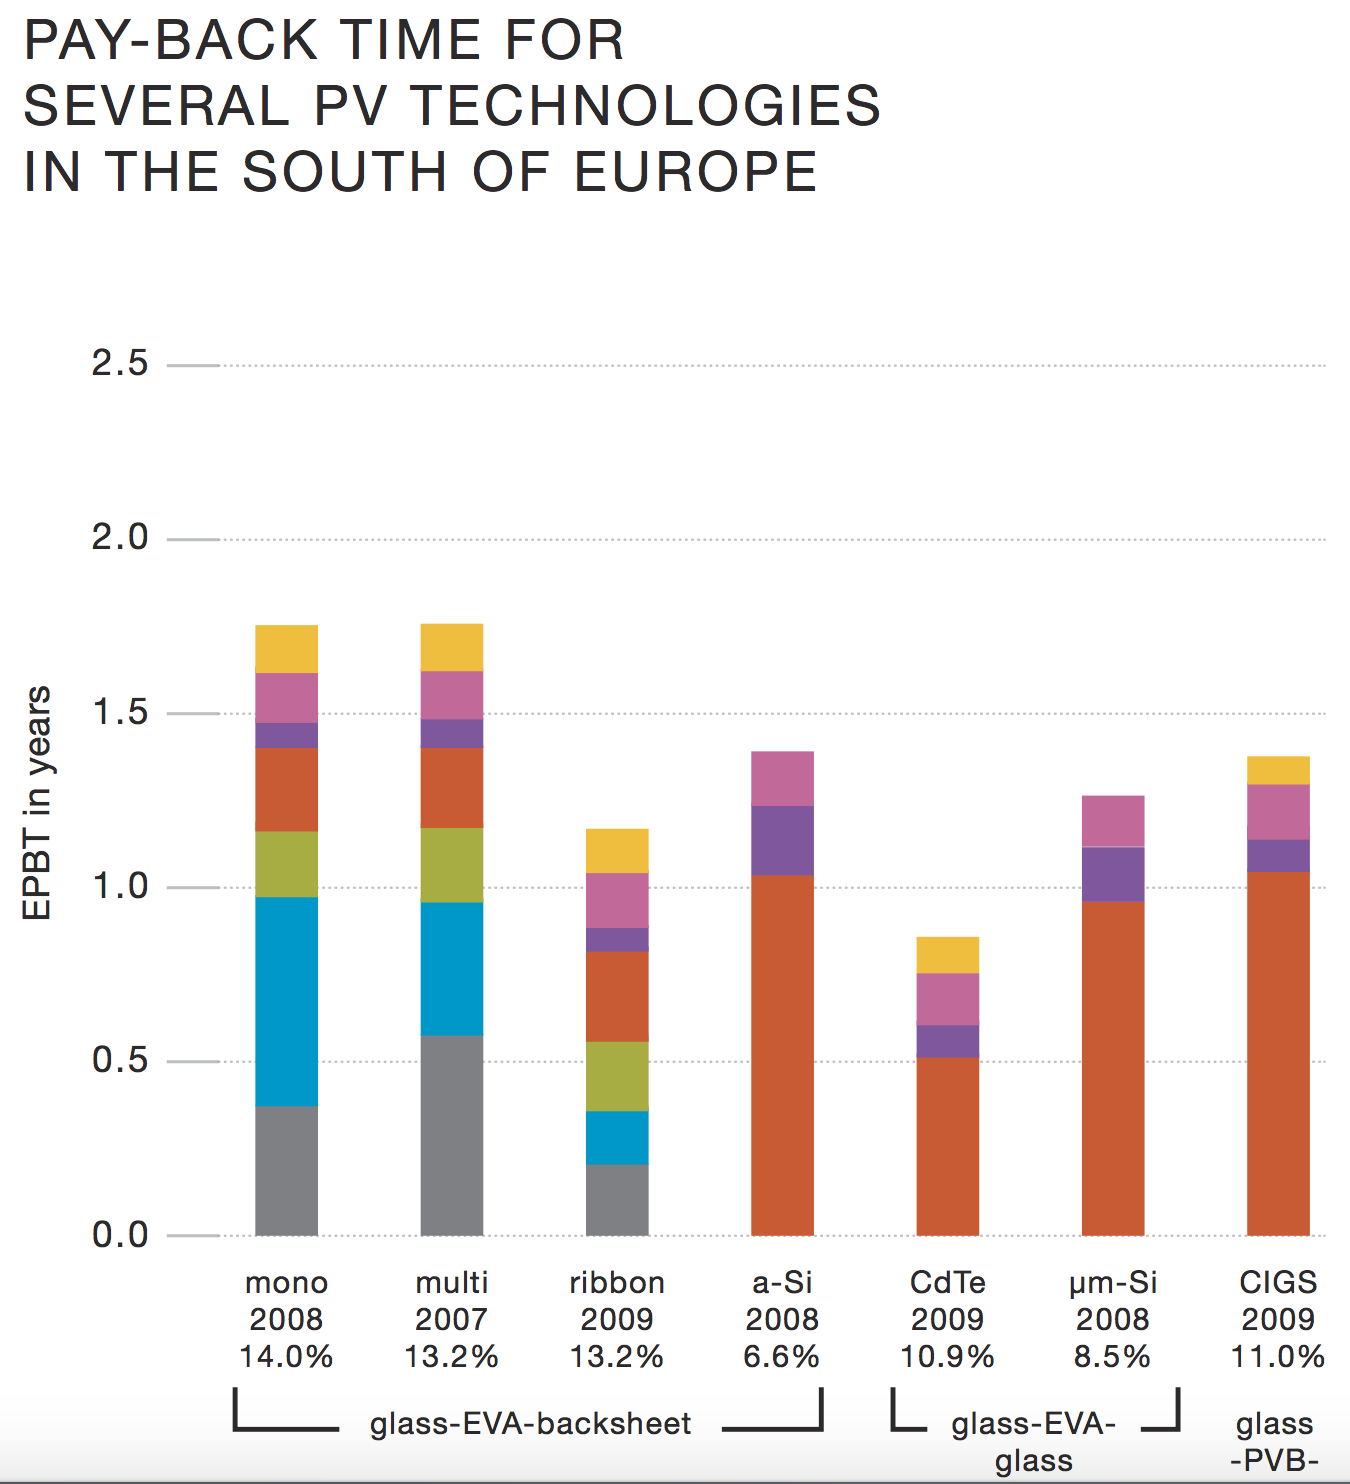 PAY-BACK TIME FOR
SEVERAL PV TECHNOLOGIES
IN THE SOUTH OF EUROPE
EPBT in years
2.5
2.0
1.5
1.0
0.5
0.0
mono
2008
14.0%
multi
2007
13.2%
ribbon
2009
13.2%
a-Si
2008
6.6%
CdTe
2009
10.9%
µm-Si
2008
8.5%
CIGS
2009
11.0%
glass-EVA-backsheet
glass-EVA-
glass
glass
-PVB-